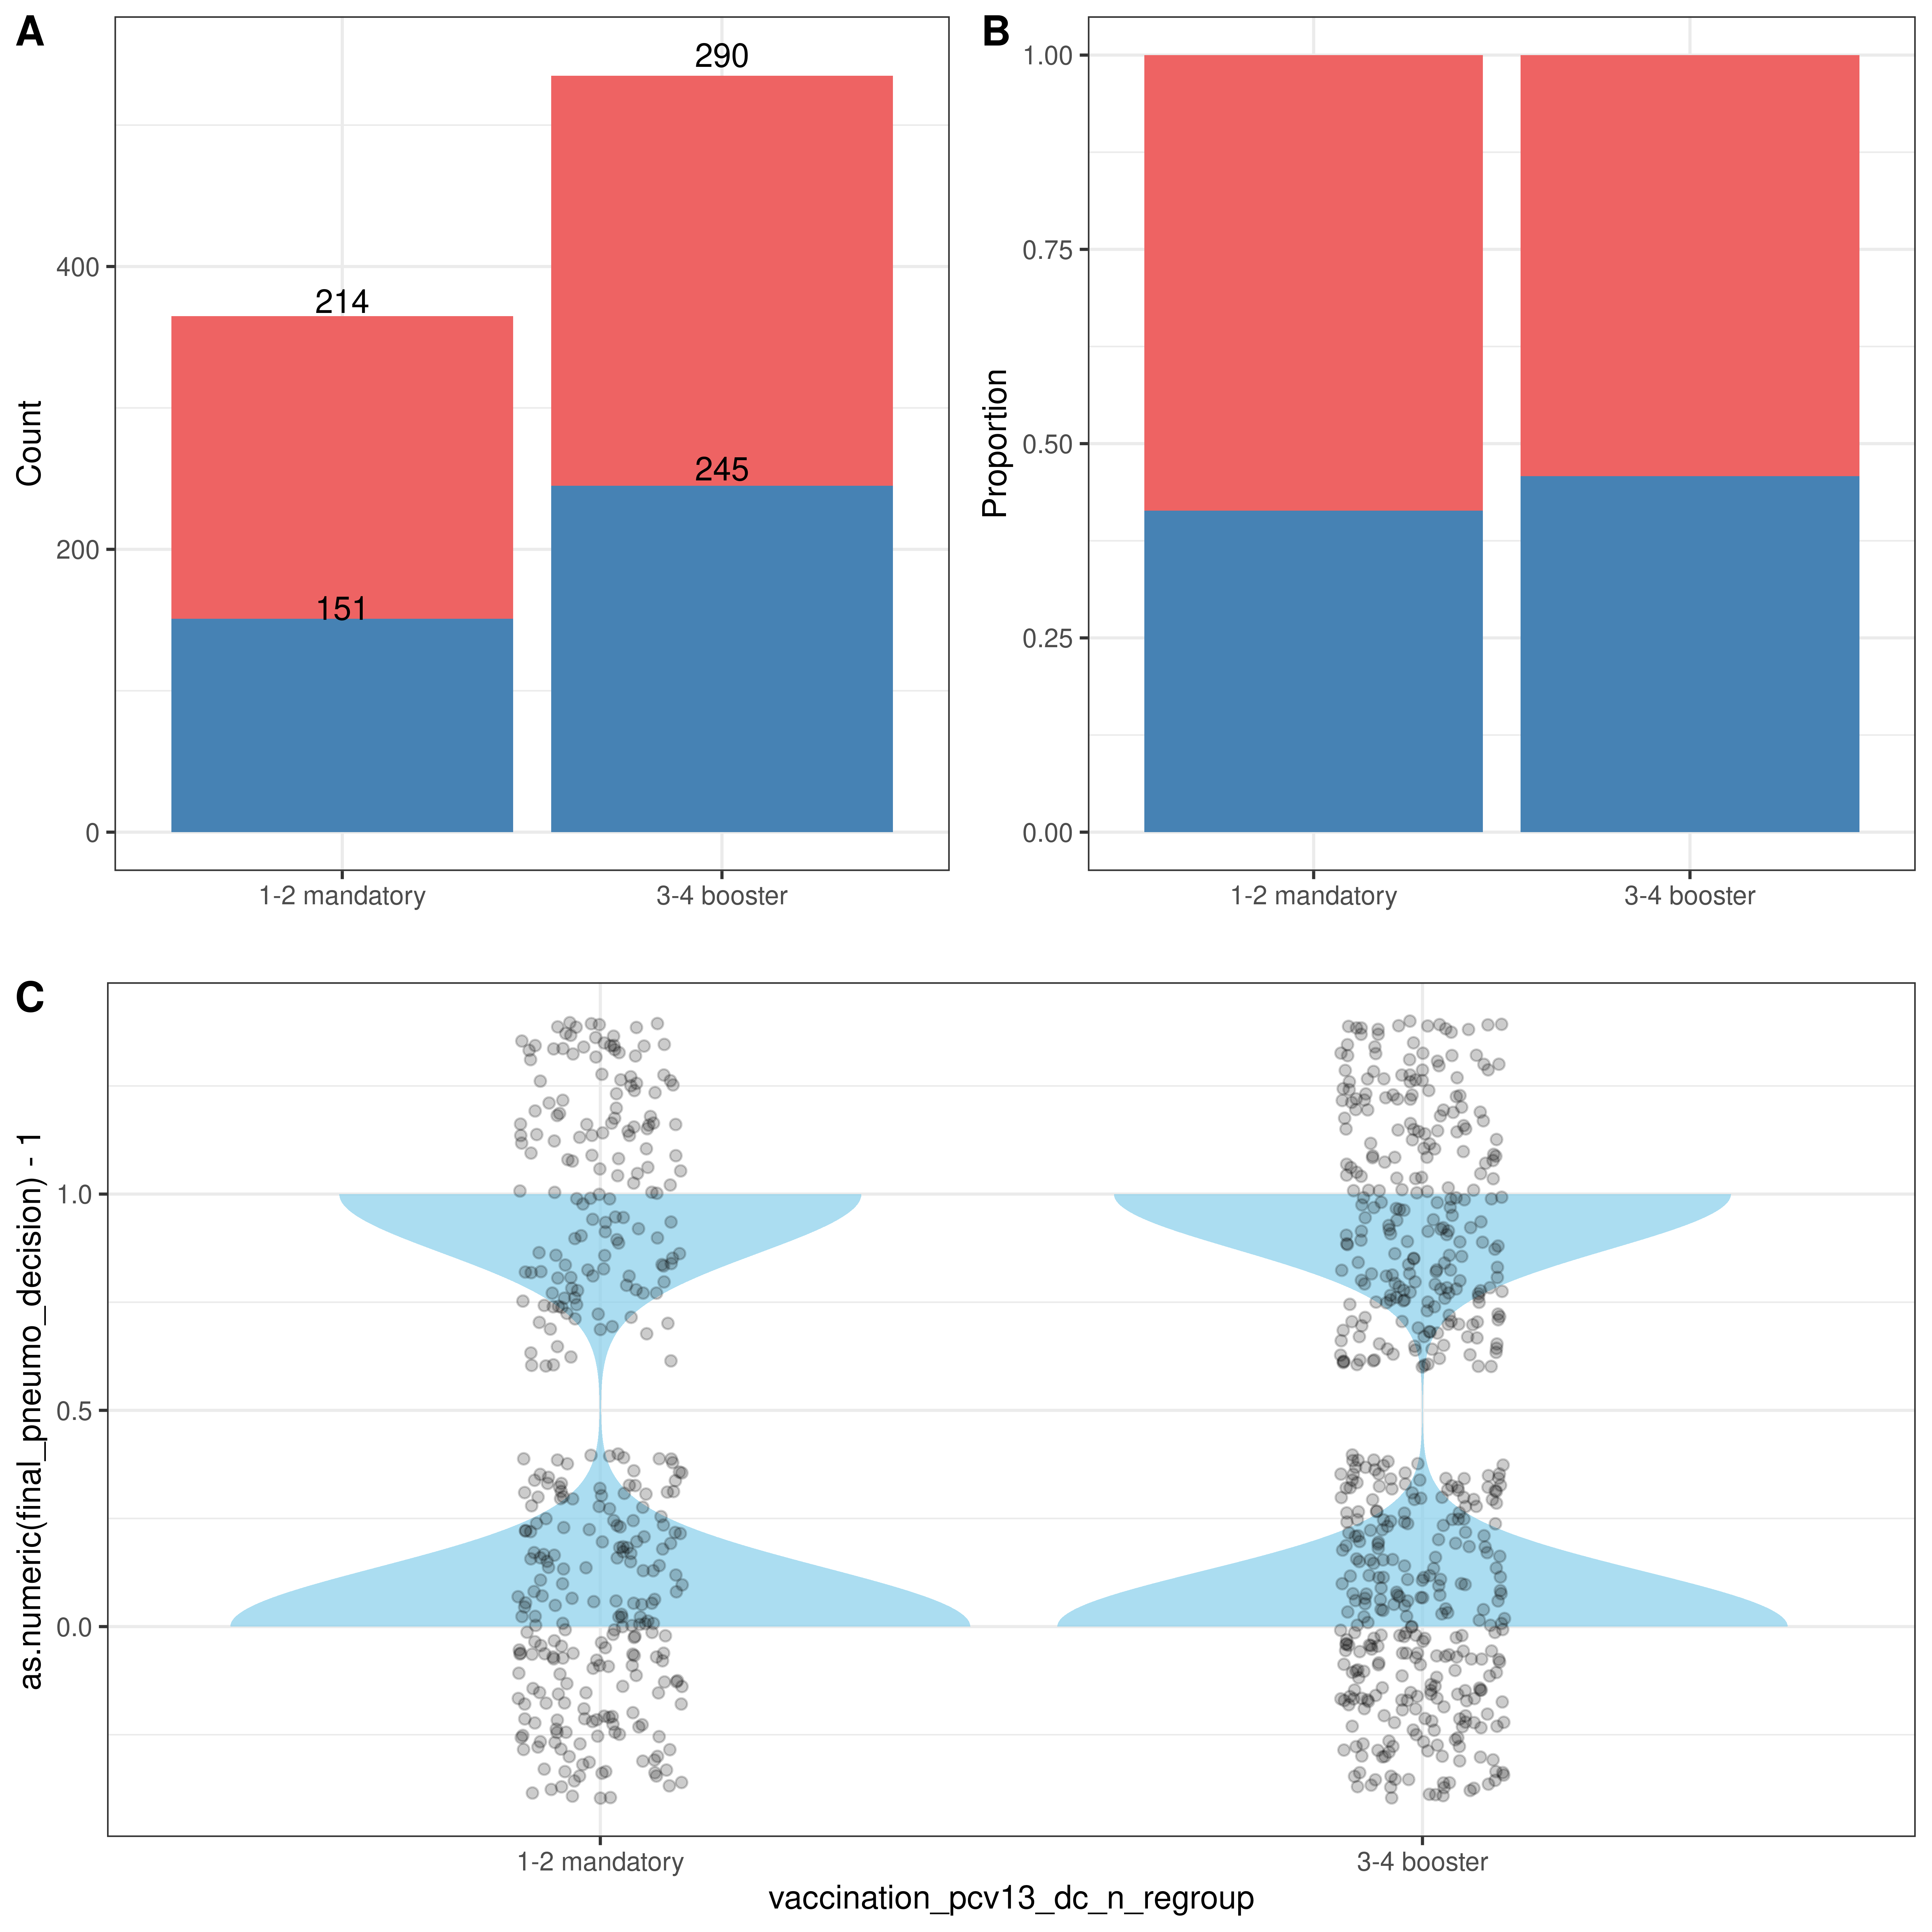 A
290
214
245
151
400
200
0
Count
1-2 mandatory 3-4 booster
B
1.00
0.75
0.50
0.25
0.00
Proportion
1-2 mandatory 3-4 booster
C
1.0
0.5
0.0
as.numeric(final_pneumo_decision) - 1
1-2 mandatory 3-4 booster
vaccination_pcv13_dc_n_regroup